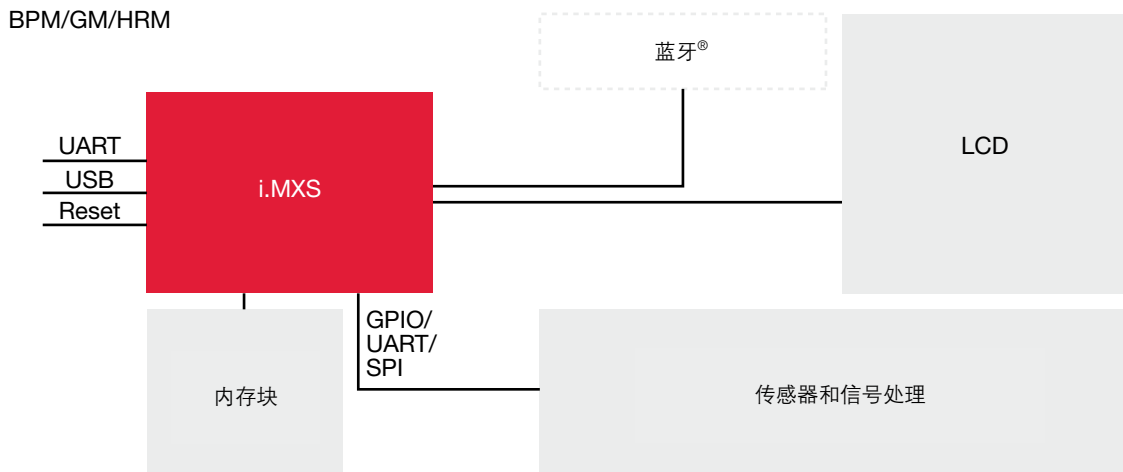 BPM/GM/HRM
蓝牙®
UART
USB
Reset
i.MXS
LCD
GPIO/
UART/
SPI
内存块
传感器和信号处理